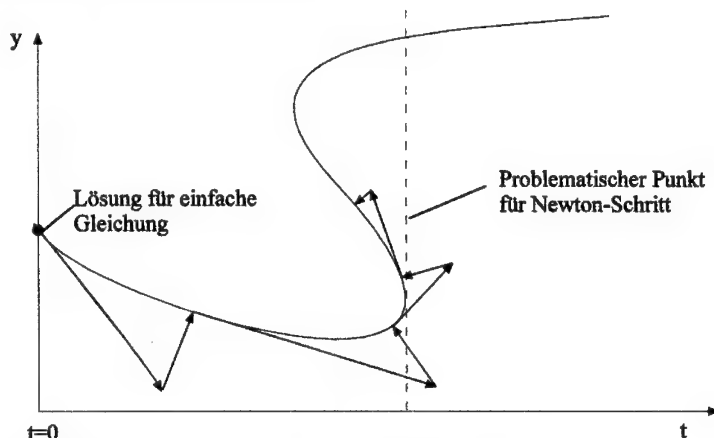 y
Lösung für einfache
Gleichung
Problematischer Punkt
für Newton-Schritt
t=0
t